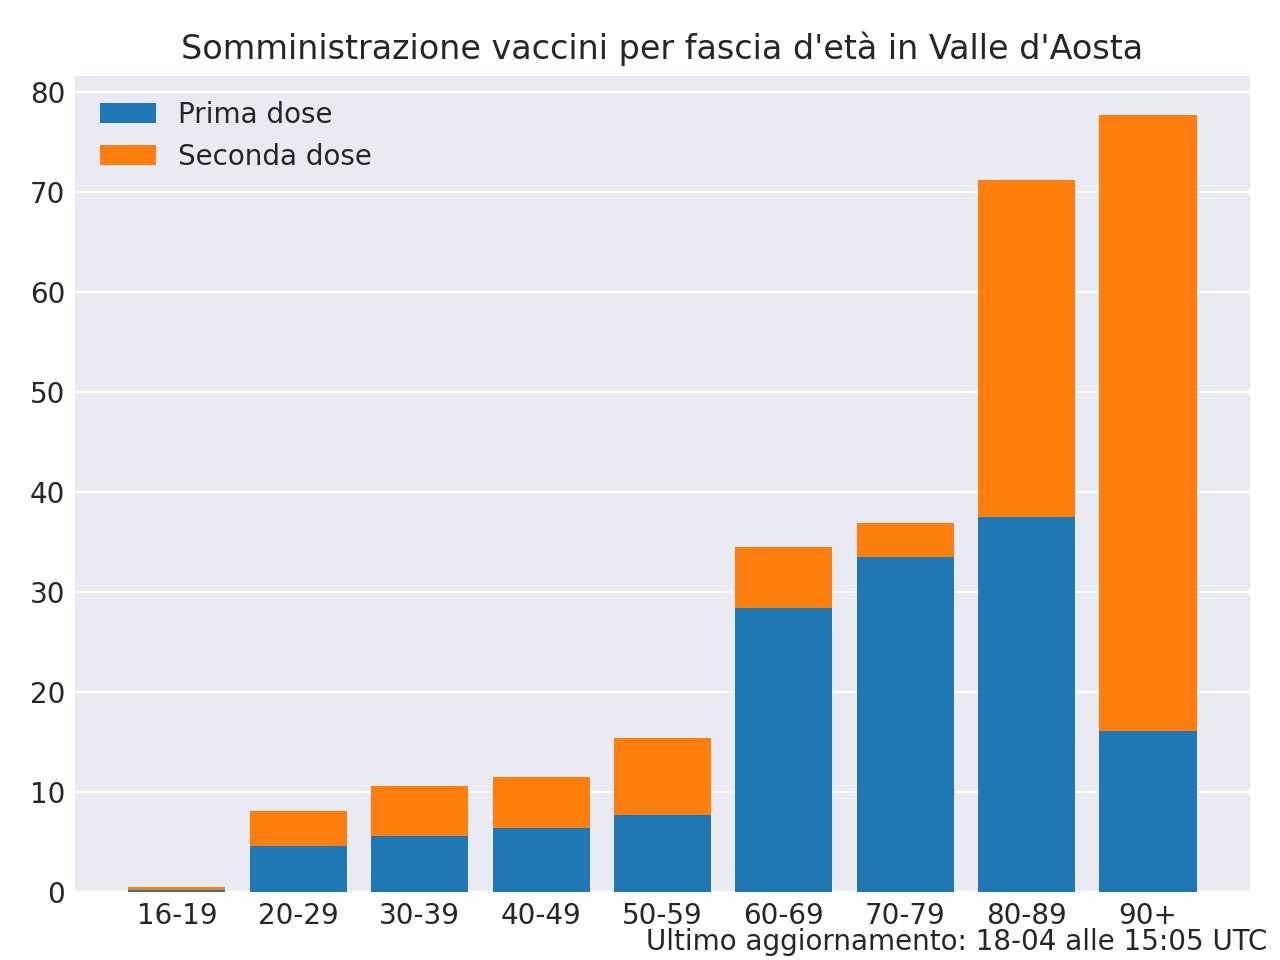 Somministrazione vaccini per fascia d'età in Valle d'Aosta
Prima dose
Seconda dose
80
70
60
50
40
30
20
10
0
16-19 20-29 30-39 40-49 50-59 60-69 70-79 80-89 90+
Ultimo aggiornamento: 18-04 alle 15:05 UTC